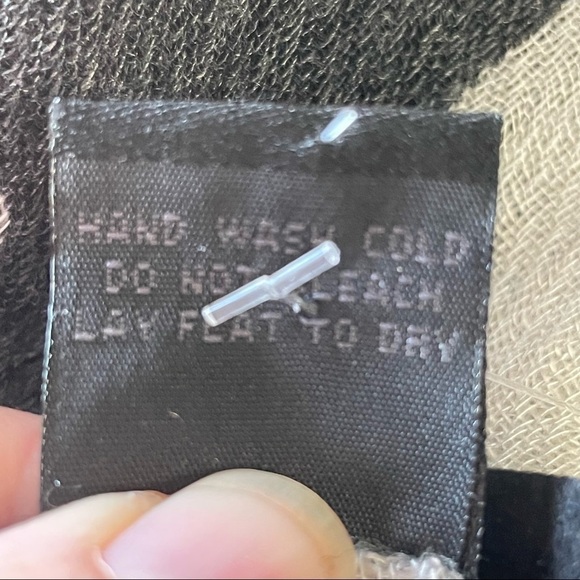 HAND WASH COLD
DO NOT BLEACH
LAY FLAT TO DRY